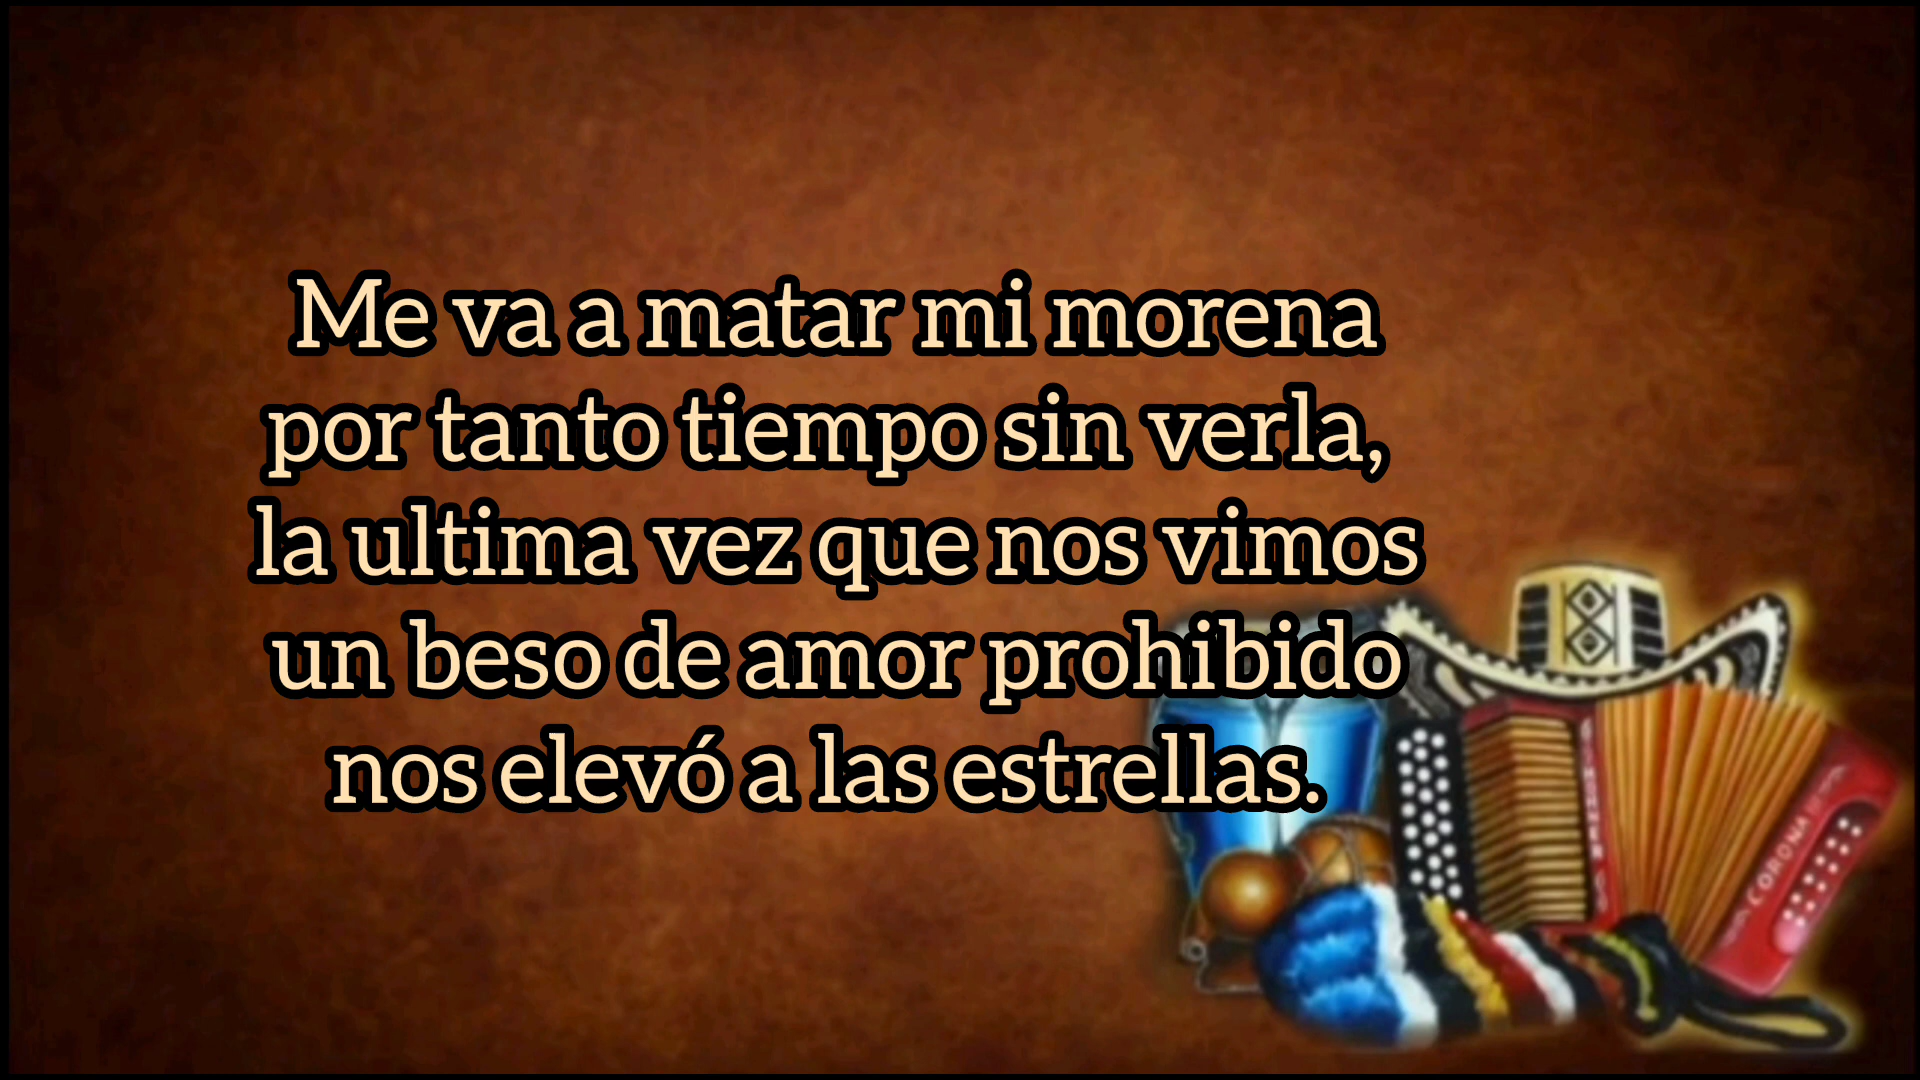 Me va a matar mi morena
por tanto tiempo sin verla,
la ultima vez que nos vimos
un beso de amor prohibido
nos elevó a las estrellas.
CORONA